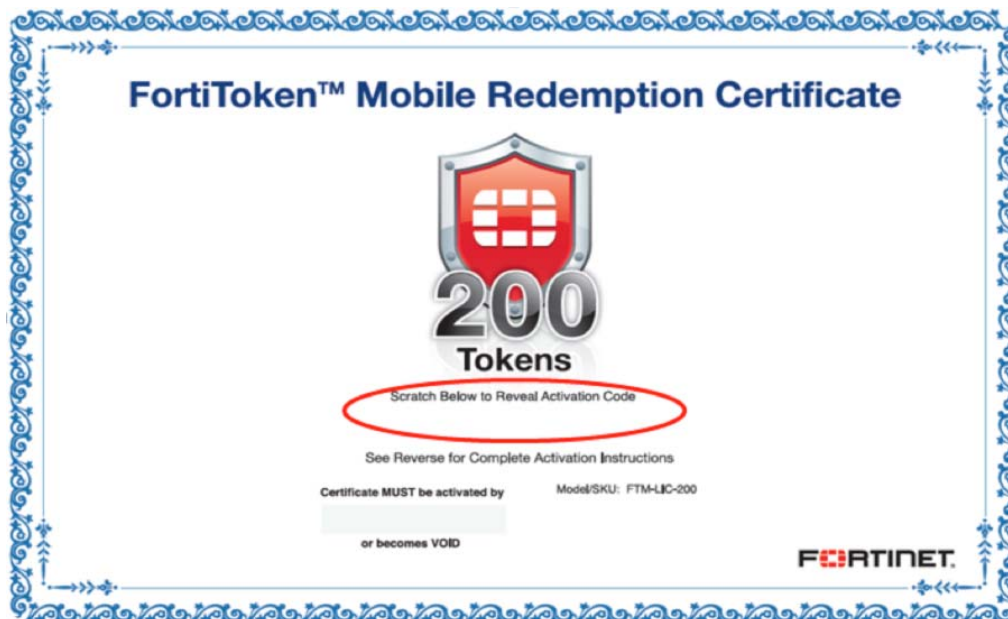 FortiToken™ Mobile Redemption Certificate
200
Tokens
Scratch Below to Reveal Activation Code
See Reverse for Complete Activation Instructions
Certificate MUST be activated by
Model/SKU: FTM-LIC-200
or becomes VOID
FORTINET.